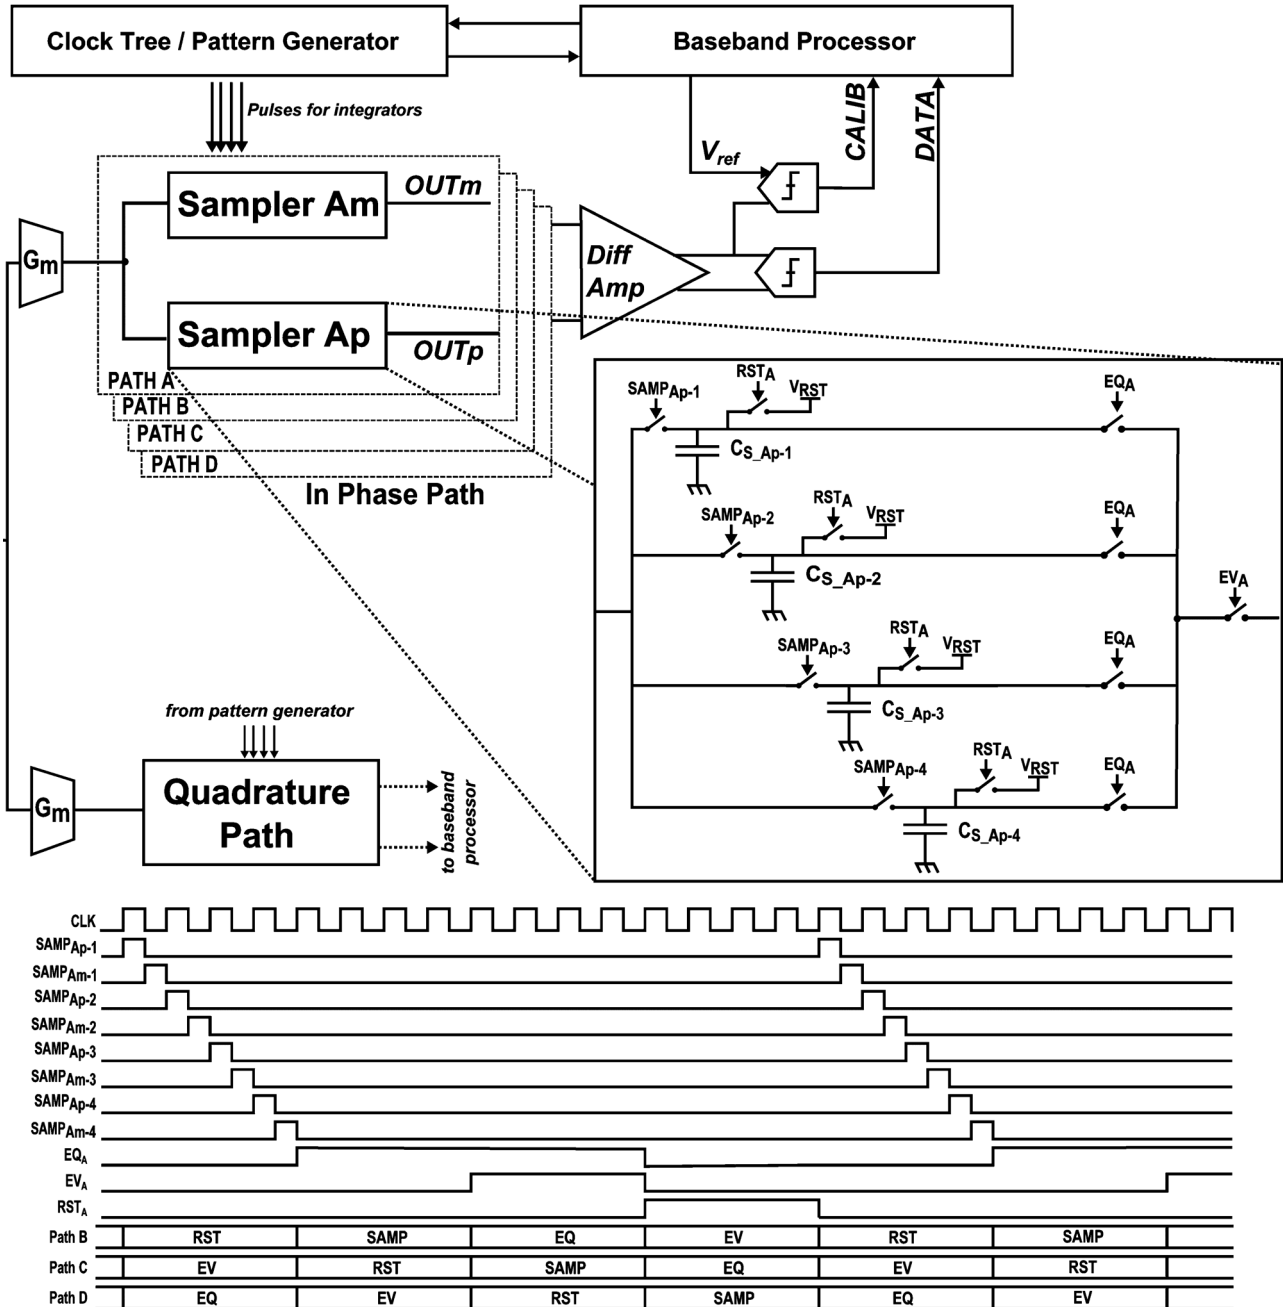 Clock Tree / Pattern Generator
Baseband Processor
Pulses for integrators
Vref
CALIB
DATA
Sampler Am
OUTm
Gm
Diff
Amp
Sampler Ap
OUTp
PATH A
PATH B
PATH C
PATH D
In Phase Path
SAMPAp-1
RSTA
VRST
EQA
CS_Ap-1
SAMPAp-2
RSTA
VRST
EQA
CS_Ap-2
EVA
SAMPAp-3
RSTA
VRST
EQA
CS_Ap-3
SAMPAp-4
RSTA
VRST
EQA
CS_Ap-4
from pattern generator
Gm
Quadrature
Path
to baseband
processor
CLK
SAMPAp-1
SAMPAm-1
SAMPAp-2
SAMPAm-2
SAMPAp-3
SAMPAm-3
SAMPAp-4
SAMPAm-4
EQA
EVA
RSTA
Path B RST SAMP EQ EV RST SAMP
Path C EV RST SAMP EQ EV RST
Path D EQ EV RST SAMP EQ EV